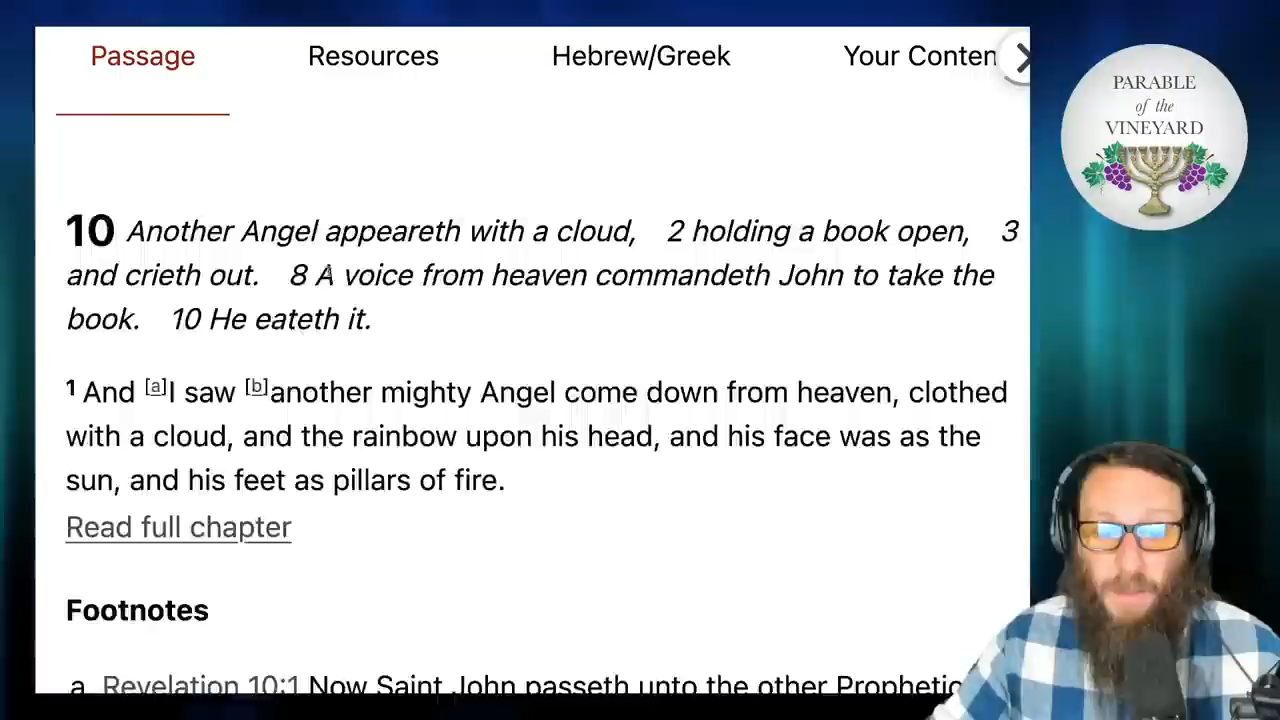 Passage Resources Hebrew/Greek Your Conten
PARABLE
of the
VINEYARD
10 Another Angel appeareth with a cloud, 2 holding a book open, 3
and crieth out. 8 A voice from heaven commandeth John to take the
book. 10 He eateth it.
1 And [a]I saw [b]another mighty Angel come down from heaven, clothed
with a cloud, and the rainbow upon his head, and his face was as the
sun, and his feet as pillars of fire.
Read full chapter
Footnotes
a Revelation 10:1 Now Saint John passeth unto the other Prophetic